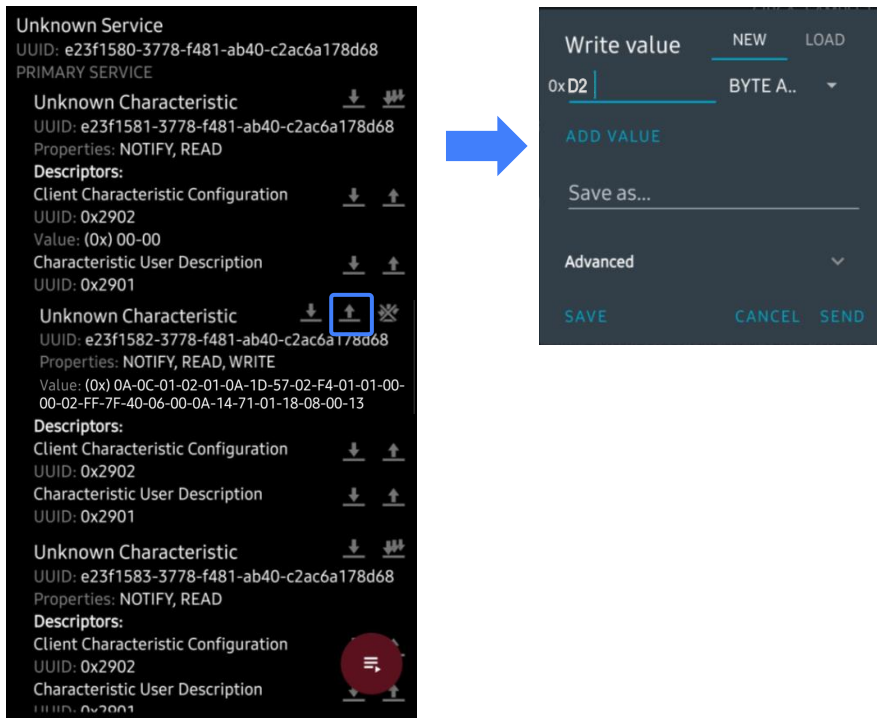 Unknown Service
UUID: e23f1580-3778-f481-ab40-c2ac6a178d68
PRIMARY SERVICE
Unknown Characteristic
UUID: e23f1581-3778-f481-ab40-c2ac6a178d68
Properties: NOTIFY, READ
Descriptors:
Client Characteristic Configuration
UUID: 0x2902
Value: (0x) 00-00
Characteristic User Description
UUID: 0x2901
Unknown Characteristic
UUID: e23f1582-3778-f481-ab40-c2ac6a178d68
Properties: NOTIFY, READ, WRITE
Value: (0x) 0A-0C-01-02-01-0A-1D-57-02-F4-01-01-00-
00-02-FF-7F-40-06-00-0A-14-71-01-18-08-00-13
Descriptors:
Client Characteristic Configuration
UUID: 0x2902
Characteristic User Description
UUID: 0x2901
Unknown Characteristic
UUID: e23f1583-3778-f481-ab40-c2ac6a178d68
Properties: NOTIFY, READ
Descriptors:
Client Characteristic Configuration
UUID: 0x2902
Characteristic User Description
UUID: 0x2901
Write value
NEW
LOAD
0x D2
BYTE A..
ADD VALUE
Save as...
Advanced
SAVE
CANCEL
SEND